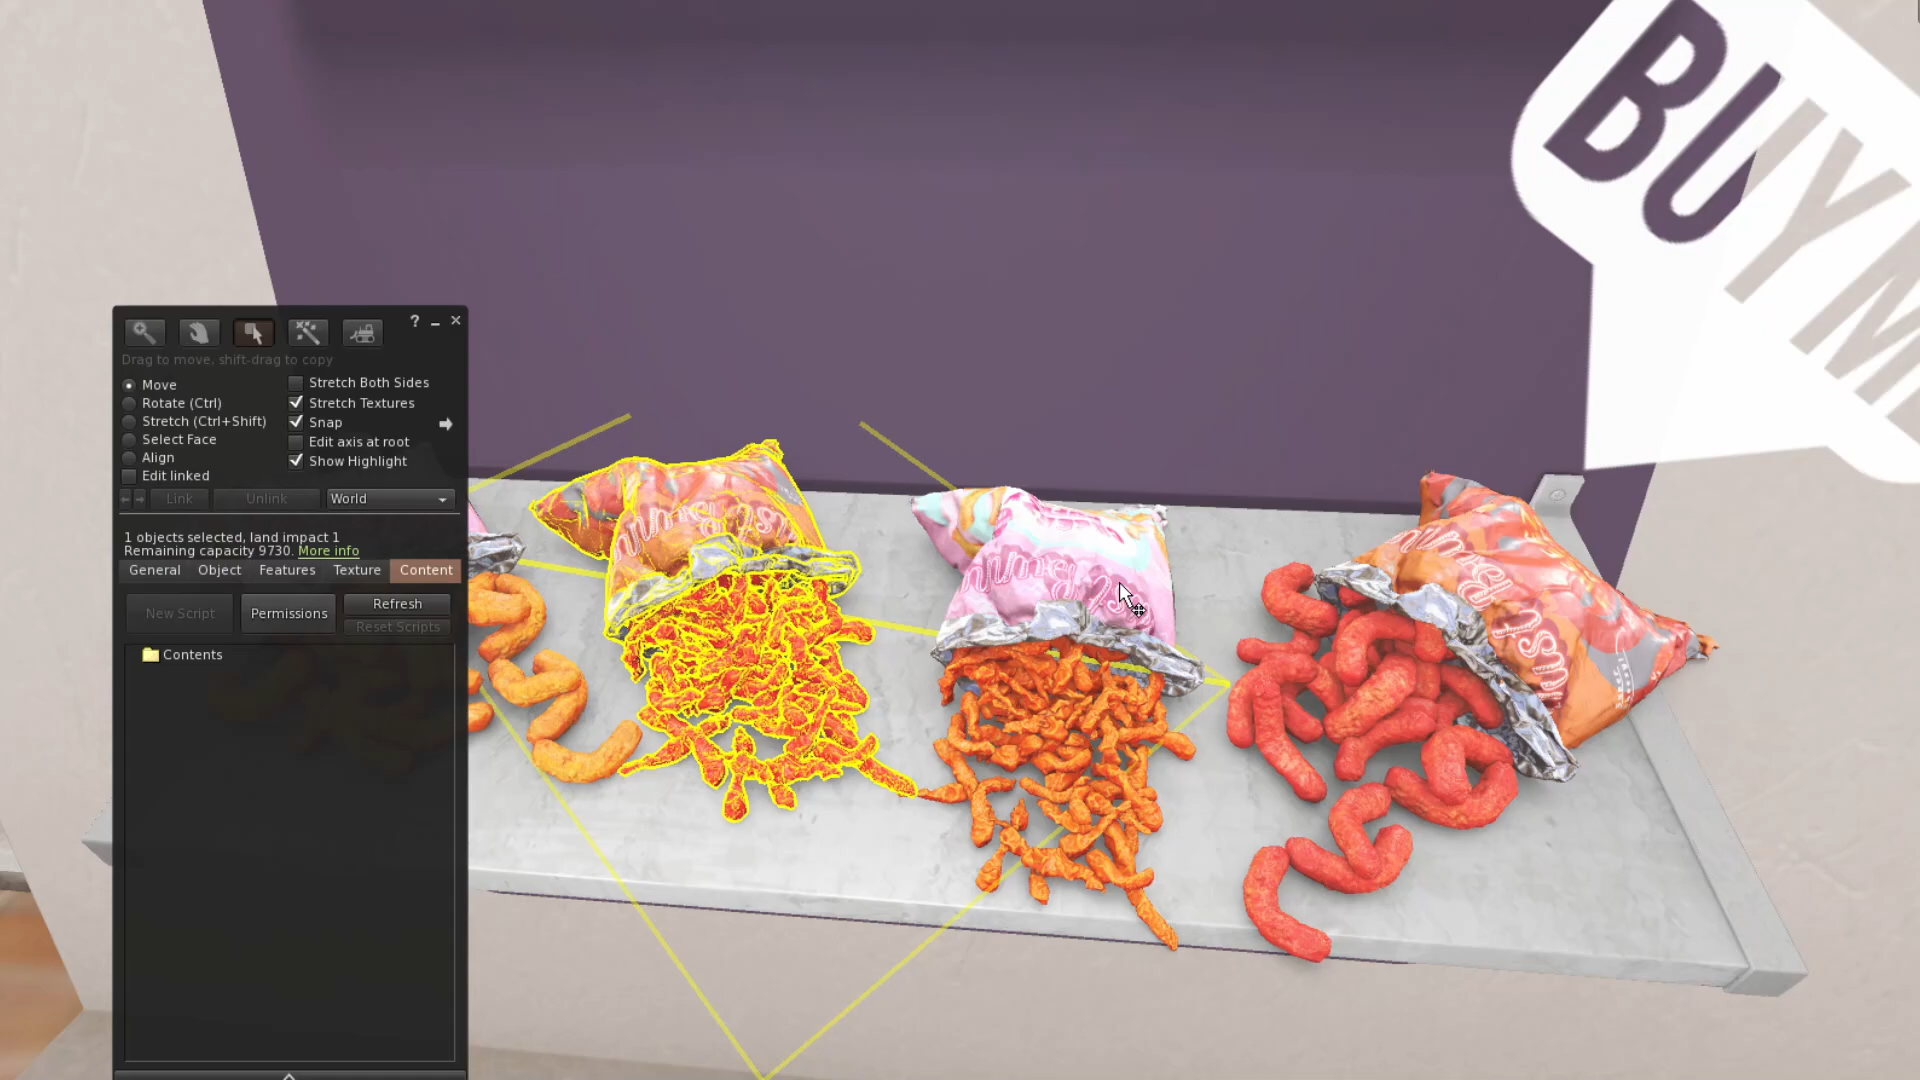 BUYM
?
Drag to move, shift-drag to copy
Move
Stretch Both Sides
Rotate (Ctrl)
Stretch Textures
Stretch (Ctrl+Shift)
Snap
Select Face
Edit axis at root
Align
Show Highlight
Edit linked
Link
Unlink
World
1 objects selected, land impact 1
Remaining capacity 9730. More info
General
Object
Features
Texture
Content
New Script
Permissions
Refresh
Reset Scripts
Contents